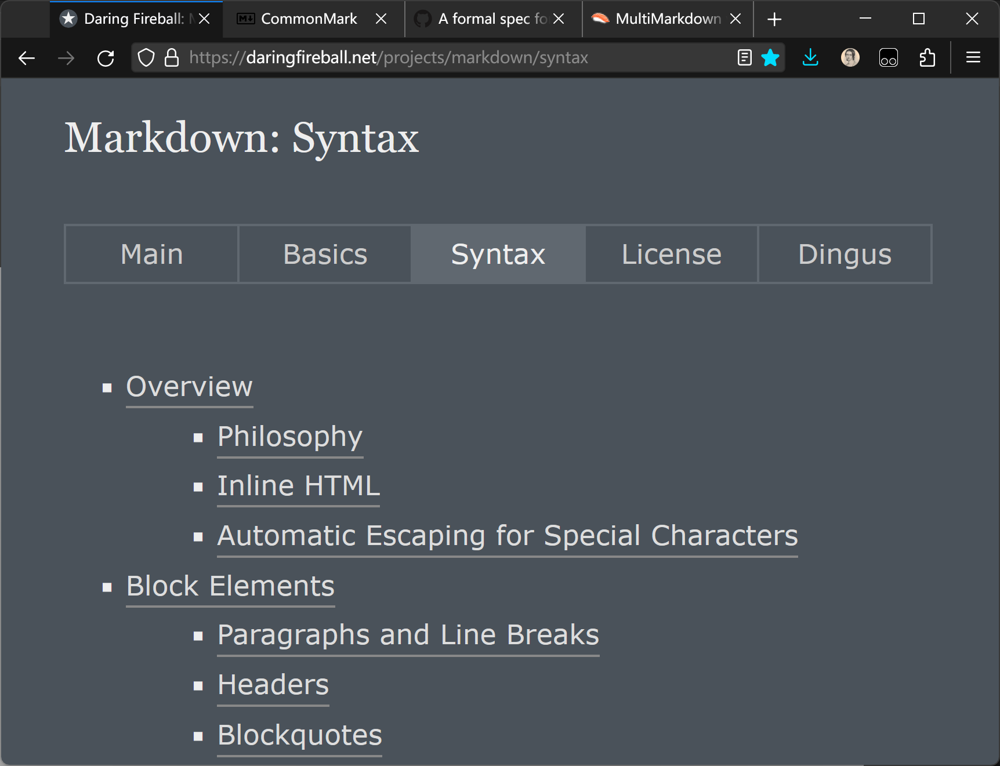 Daring Fireball:
CommonMark
A formal spec fo
MultiMarkdown
https://daringfireball.net/projects/markdown/syntax
Markdown: Syntax
Main
Basics
Syntax
License
Dingus
Overview
Philosophy
Inline HTML
Automatic Escaping for Special Characters
Block Elements
Paragraphs and Line Breaks
Headers
Blockquotes